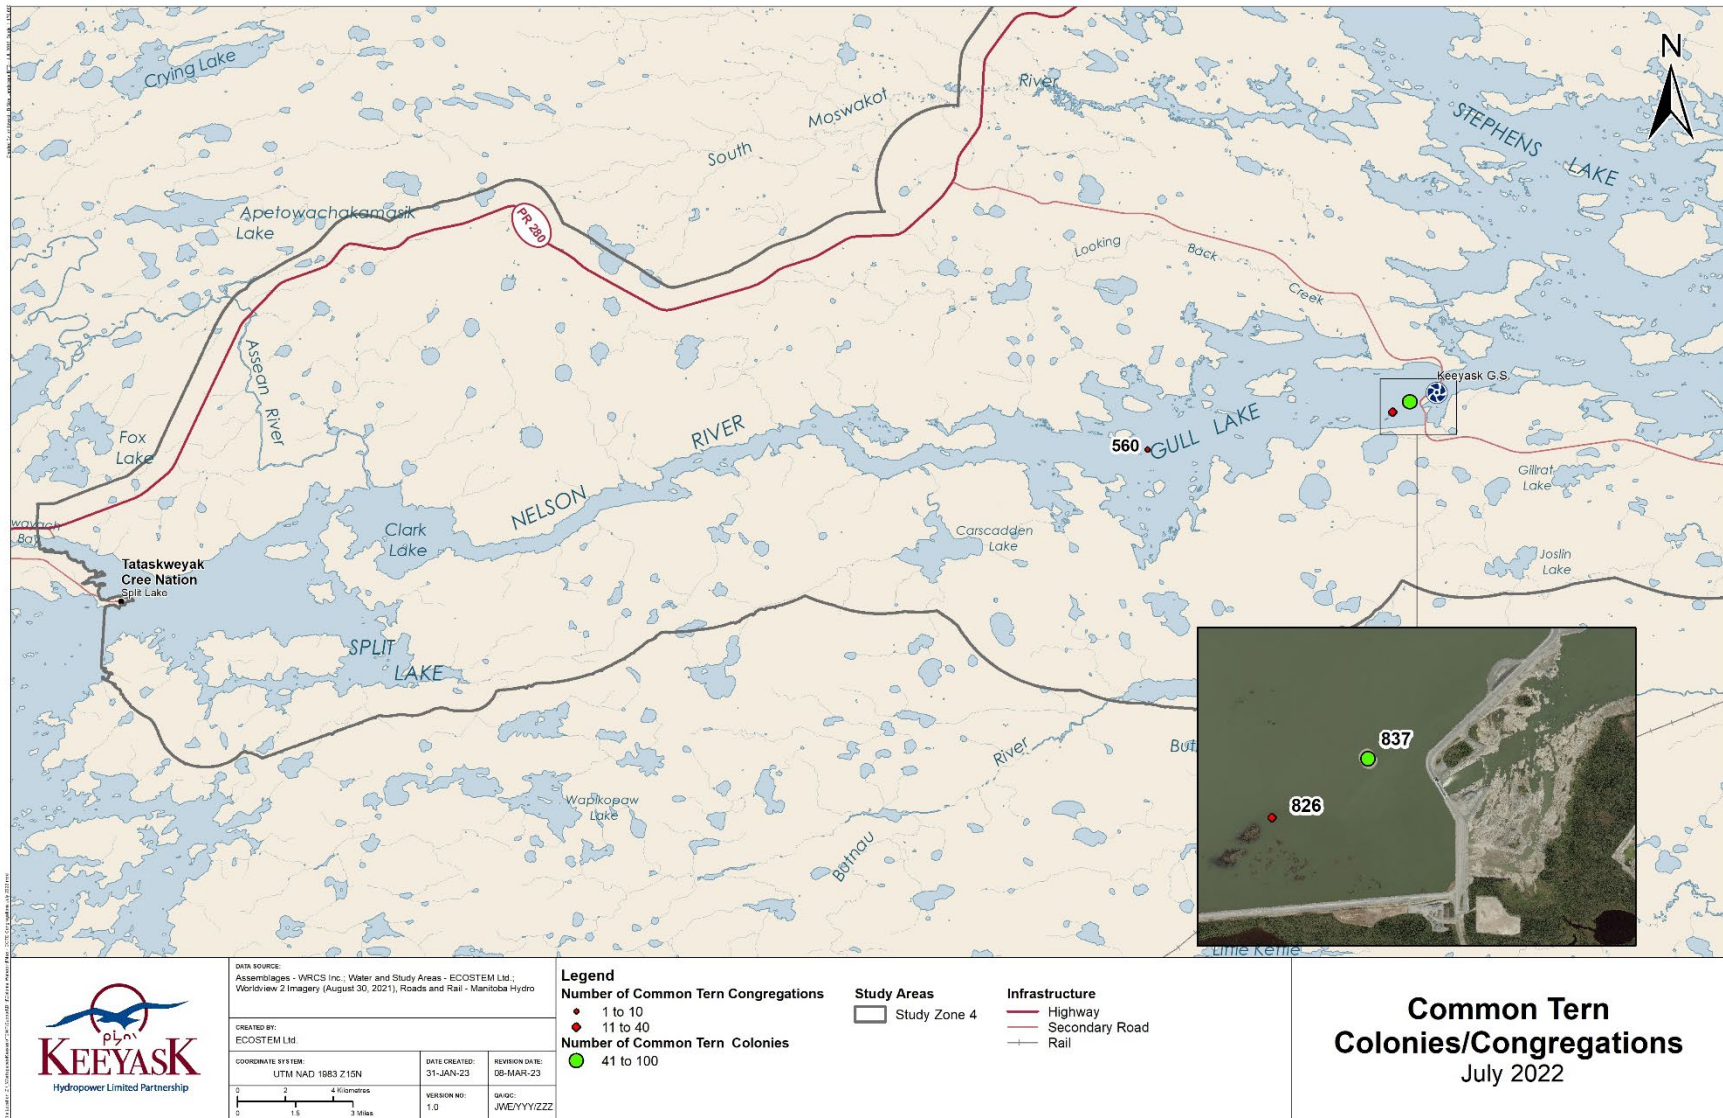 Crying Lake
Moswakot
River
South
STEPHENS
LAKE
N
Apetowachakamasik
Lake
PR 280
Looking
Back
Creek
Assean River
Keeyask G.S.
Fox
Lake
RIVER
560
GULL LAKE
NELSON
Gillrat
Lake
Clark
Lake
Carscadden
Lake
Joslin
Lake
Bay
Tataskweyak
Cree Nation
Split Lake
SPLIT
LAKE
River
837
826
Wapikopaw
Lake
Butnau
Little Kettle
KEEYASK
Hydropower Limited Partnership
DATA SOURCE:
Assemblages - WRCS Inc.; Water and Study Areas - ECOSTEM Ltd.;
Worldview 2 Imagery (August 30, 2021), Roads and Rail - Manitoba Hydro
CREATED BY:
ECOSTEM Ltd.
COORDINATE SYSTEM:
UTM NAD 1983 Z15N
DATE CREATED:
31-JAN-23
REVISION DATE:
08-MAR-23
0 2 4 Kilometres
0 1.5 3 Miles
VERSION NO:
1.0
QA/QC:
JWE/YYY/ZZZ
Legend
Number of Common Tern Congregations
1 to 10
11 to 40
Number of Common Tern Colonies
41 to 100
Study Areas
Study Zone 4
Infrastructure
Highway
Secondary Road
Rail
Common Tern
Colonies/Congregations
July 2022